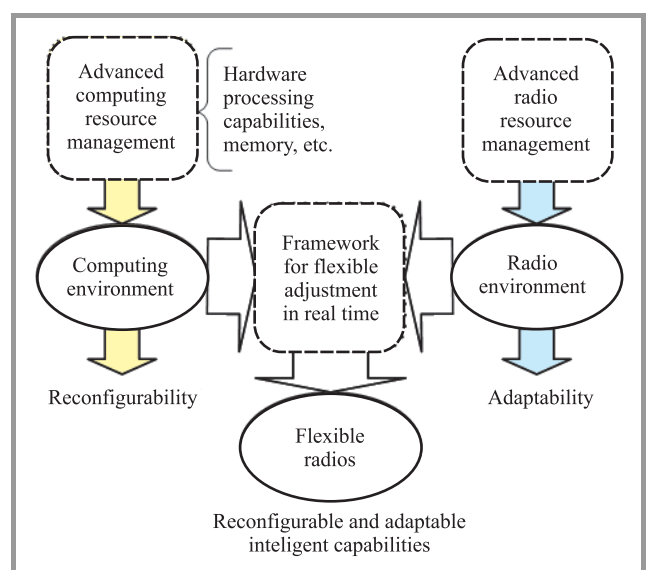 Advanced
computing
resource
management
Hardware
processing
capabilities,
memory, etc.
Advanced
radio
resource
management
Computing
environment
Framework
for flexible
adjustment
in real time
Radio
environment
Reconfigurability
Adaptability
Flexible
radios
Reconfigurable and adaptable
inteligent capabilities